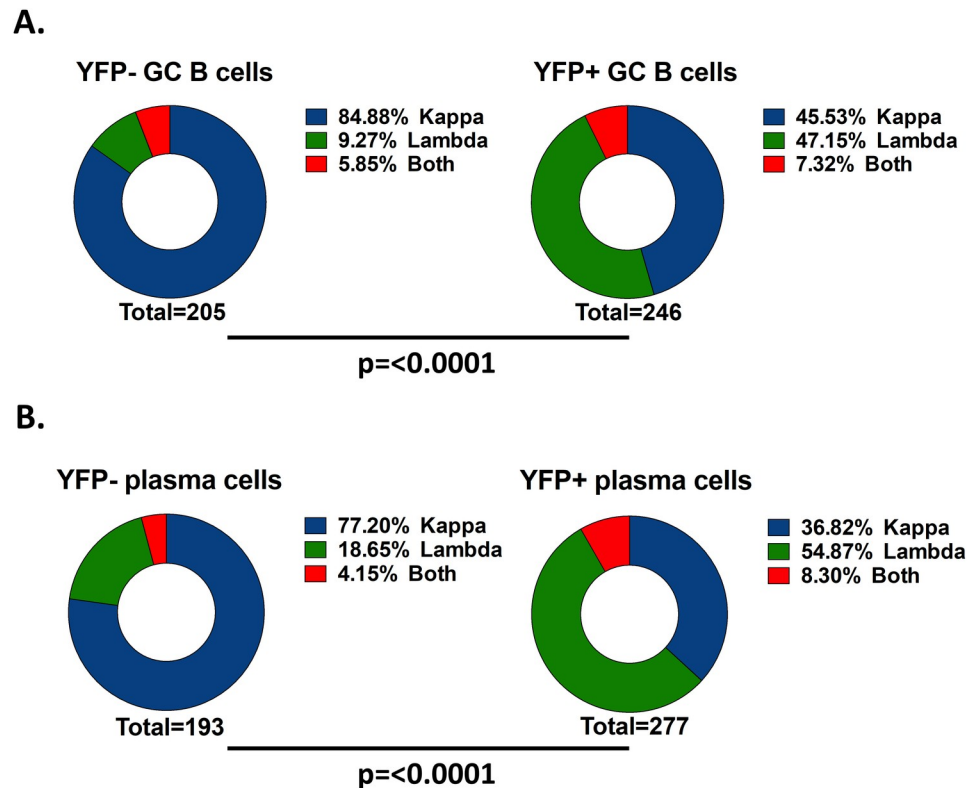 A.
YFP- GC B cells
84.88% Kappa
9.27% Lambda
5.85% Both
Total=205
YFP+ GC B cells
45.53% Kappa
47.15% Lambda
7.32% Both
Total=246
p=<0.0001
B.
YFP- plasma cells
77.20% Kappa
18.65% Lambda
4.15% Both
Total=193
YFP+ plasma cells
36.82% Kappa
54.87% Lambda
8.30% Both
Total=277
p=<0.0001